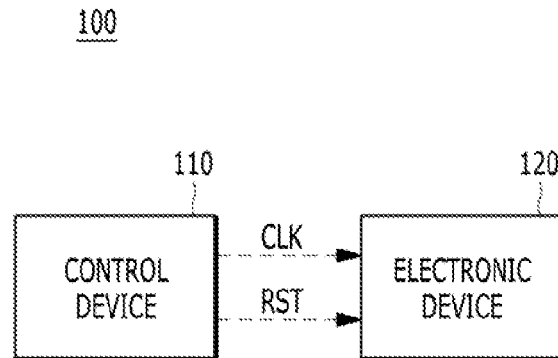 100
110
120
CONTROL
DEVICE
CLK
RST
ELECTRONIC
DEVICE